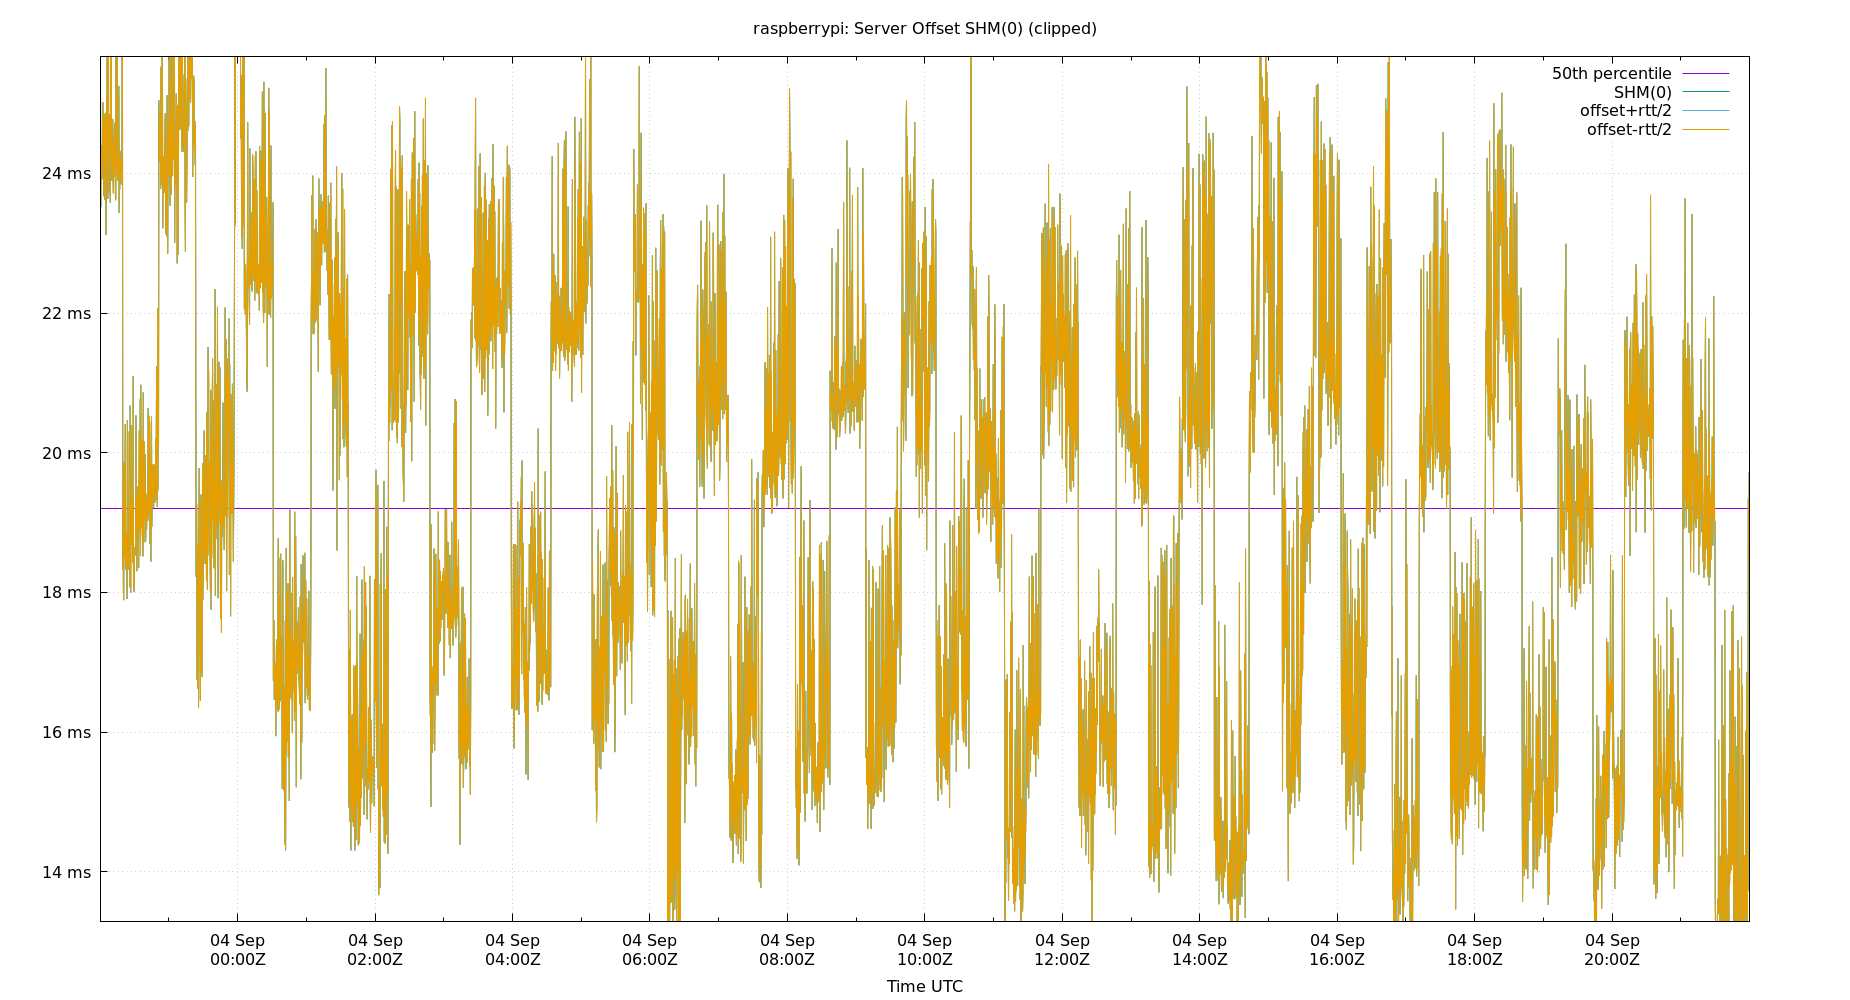 raspberrypi: Server Offset SHM(0) (clipped)
50th percentile
SHM(0)
offset+rtt/2
offset-rtt/2
24 ms
22 ms
20 ms
18 ms
16 ms
14 ms
04 Sep 04 Sep 04 Sep 04 Sep 04 Sep 04 Sep 04 Sep 04 Sep 04 Sep 04 Sep 04 Sep
00:00Z 02:00Z 04:00Z 06:00Z 08:00Z 10:00Z 12:00Z 14:00Z 16:00Z 18:00Z 20:00Z
Time UTC